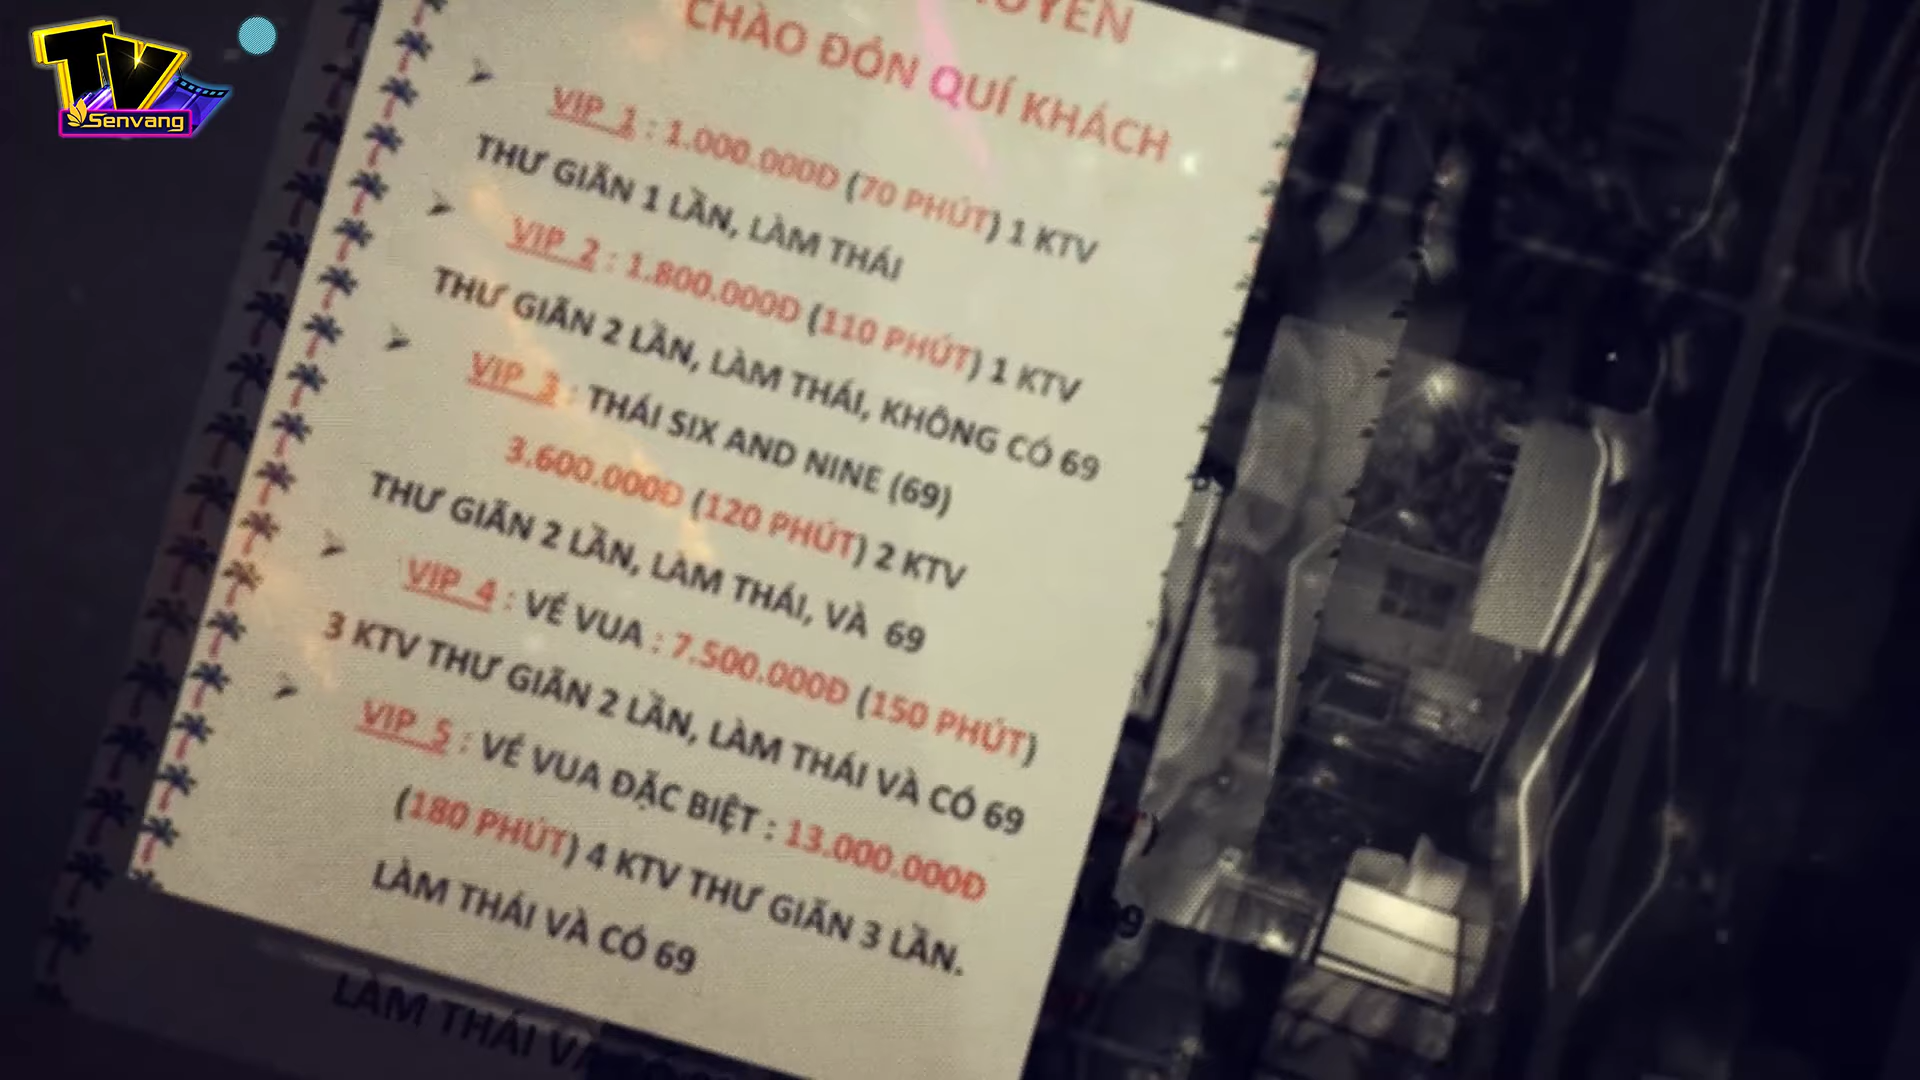 TV
Senvang
CHÀO ĐÓN QUÍ KHÁCH
VIP 1 : 1.000.000Đ (70 PHÚT) 1 KTV
THƯ GIÃN 1 LẦN, LÀM THÁI
VIP 2 : 1.800.000Đ (110 PHÚT) 1 KTV
THƯ GIÃN 2 LẦN, LÀM THÁI, KHÔNG CÓ 69
VIP 3 : THÁI SIX AND NINE (69)
3.600.000Đ (120 PHÚT) 2 KTV
THƯ GIÃN 2 LẦN, LÀM THÁI, VÀ 69
VIP 4 : VÉ VUA : 7.500.000Đ (150 PHÚT)
3 KTV THƯ GIÃN 2 LẦN, LÀM THÁI VÀ CÓ 69
VIP 5 : VÉ VUA ĐẶC BIỆT : 13.000.000Đ
(180 PHÚT) 4 KTV THƯ GIÃN 3 LẦN.
LÀM THÁI VÀ CÓ 69
LÀM THÁI